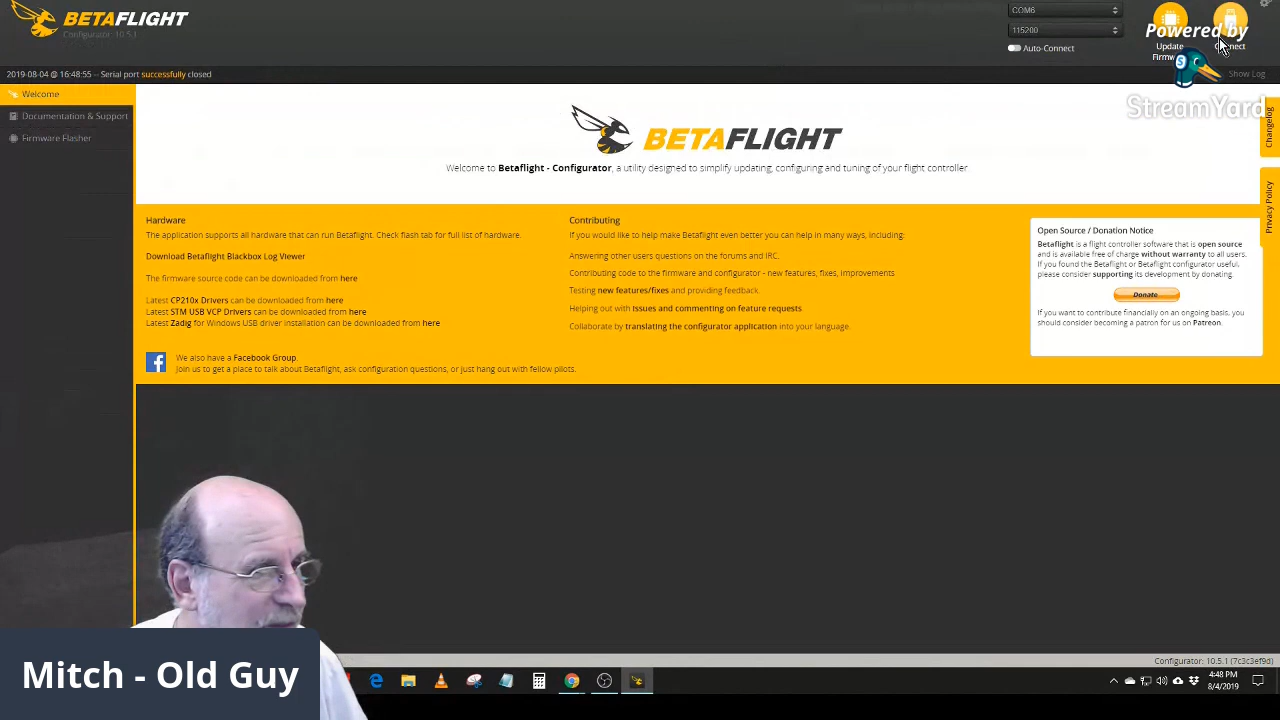 BETAFLIGHT
Configurator: 10.5.1
COM6
115200
Auto-Connect
Update
Connect
Powered by
StreamYard
2019-08-04 @ 16:48:55 -- Serial port successfully closed
Show Log
Welcome
Documentation & Support
Firmware Flasher
BETAFLIGHT
Welcome to Betaflight - Configurator, a utility designed to simplify updating, configuring and tuning of your flight controller.
Changelog
Privacy Policy
Hardware
The application supports all hardware that can run Betaflight. Check flash tab for full list of hardware.
Download Betaflight Blackbox Log Viewer
The firmware source code can be downloaded from here
Latest CP210x Drivers can be downloaded from here
Latest STM USB VCP Drivers can be downloaded from here
Latest Zadig for Windows USB driver installation can be downloaded from here
We also have a Facebook Group.
Join us to get a place to talk about Betaflight, ask configuration questions, or just hang out with fellow pilots.
Contributing
If you would like to help make Betaflight even better you can help in many ways, including:
Answering other users questions on the forums and IRC.
Contributing code to the firmware and configurator - new features, fixes, improvements
Testing new features/fixes and providing feedback.
Helping out with issues and commenting on feature requests
Collaborate by translating the configurator application into your language.
Open Source / Donation Notice
Betaflight is a flight controller software that is open source
and is available free of charge without warranty to all users.
If you found the Betaflight or Betaflight configurator useful,
please consider supporting its development by donating.
Donate
If you want to contribute financially on an ongoing basis, you
should consider becoming a patron for us on Patreon.
Configurator: 10.5.1 (7c3c3ef9d)
Mitch - Old Guy
4:48 PM
8/4/2019